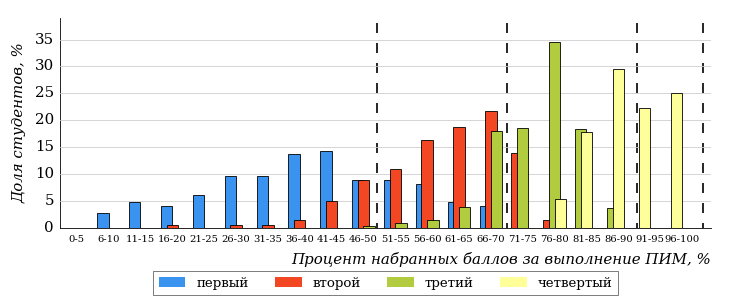 Доля студентов, %
35
30
25
20
15
10
5
0
0-5 6-10 11-15 16-20 21-25 26-30 31-35 36-40 41-45 46-50 51-55 56-60 61-65 66-70 71-75 76-80 81-85 86-90 91-95 96-100
Процент набранных баллов за выполнение ПИМ, %
первый второй третий четвертый